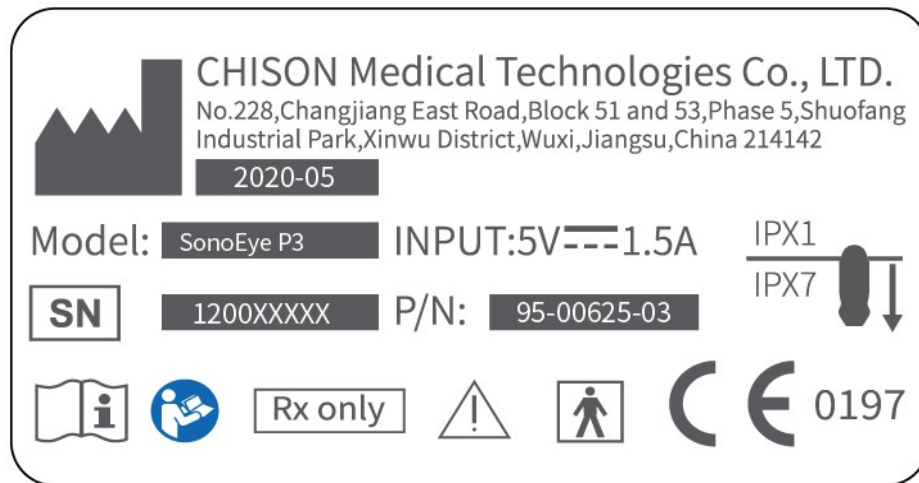 CHISON Medical Technologies Co., LTD.
No.228,Changjiang East Road,Block 51 and 53,Phase 5,Shuofang
Industrial Park,Xinwu District,Wuxi,Jiangsu,China 214142
2020-05
Model: SonoEye P3 INPUT:5V⎓1.5A
IPX1
IPX7
SN 1200XXXXX P/N: 95-00625-03
i Rx only ! CE 0197